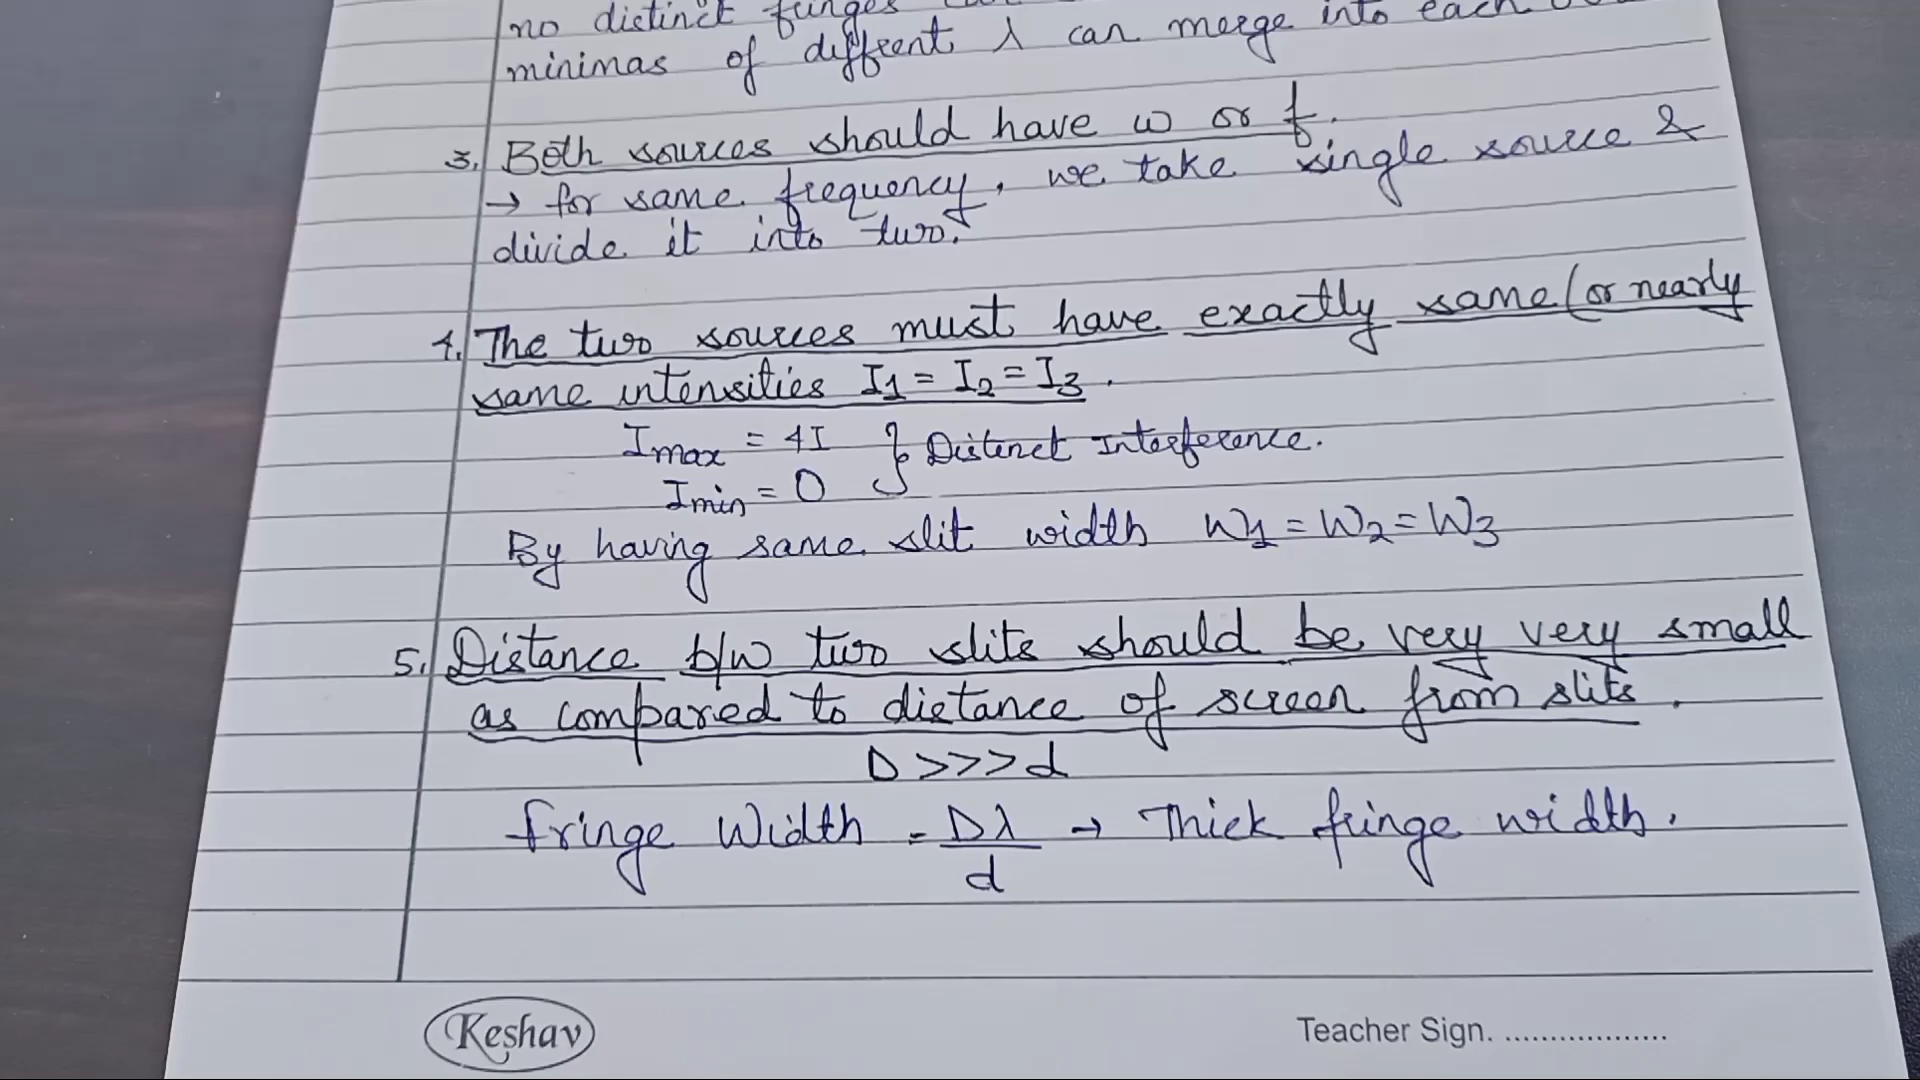 no distinct fringes
minimas of diffrent λ can merge into each
3. Both sources should have ω or f.
→ for same frequency, we take single source &
divide it into two.
4. The two sources must have exactly same (or nearly
same intensities I1 = I2 = I3.
Imax = 4I } Distinct Interference.
Imin = 0
By having same slit width W1 = W2 = W3
5. Distance b/w two slits should be very very small
as compared to distance of screen from slits.
D >>> d
Fringe Width = Dλ/d → Thick fringe width.
Keshav
Teacher Sign. ..................